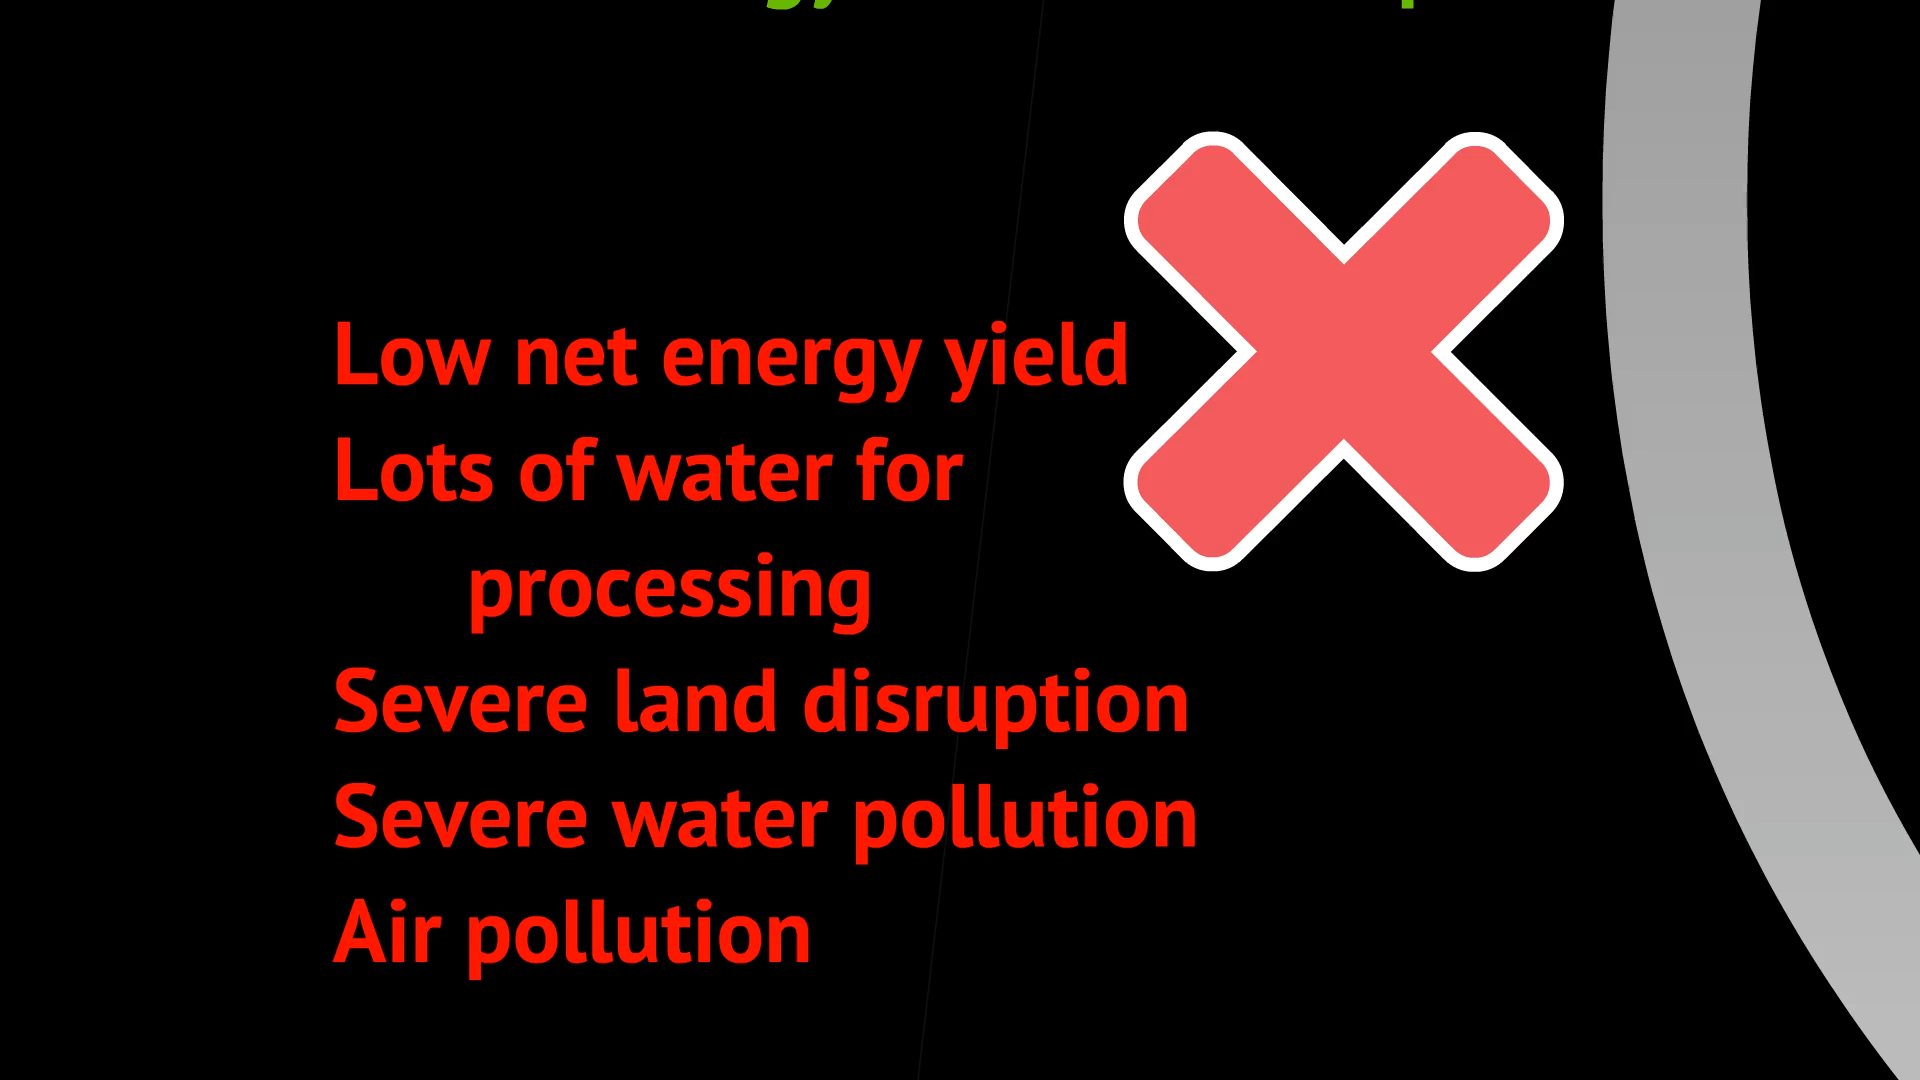 Low net energy yield
Lots of water for
processing
Severe land disruption
Severe water pollution
Air pollution